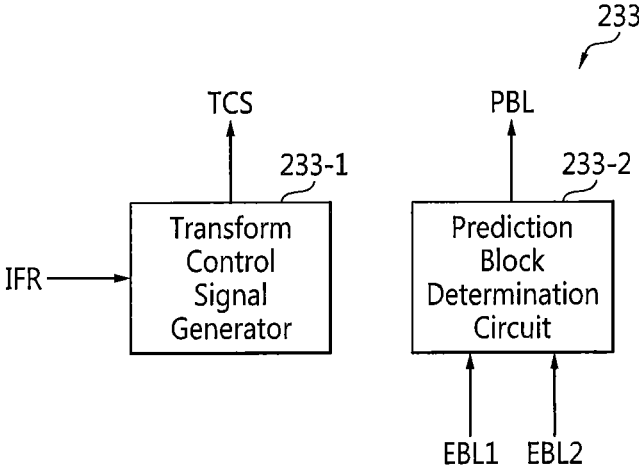 233
TCS
PBL
233-1
233-2
Transform
Control
Signal
Generator
Prediction
Block
Determination
Circuit
IFR
EBL1
EBL2